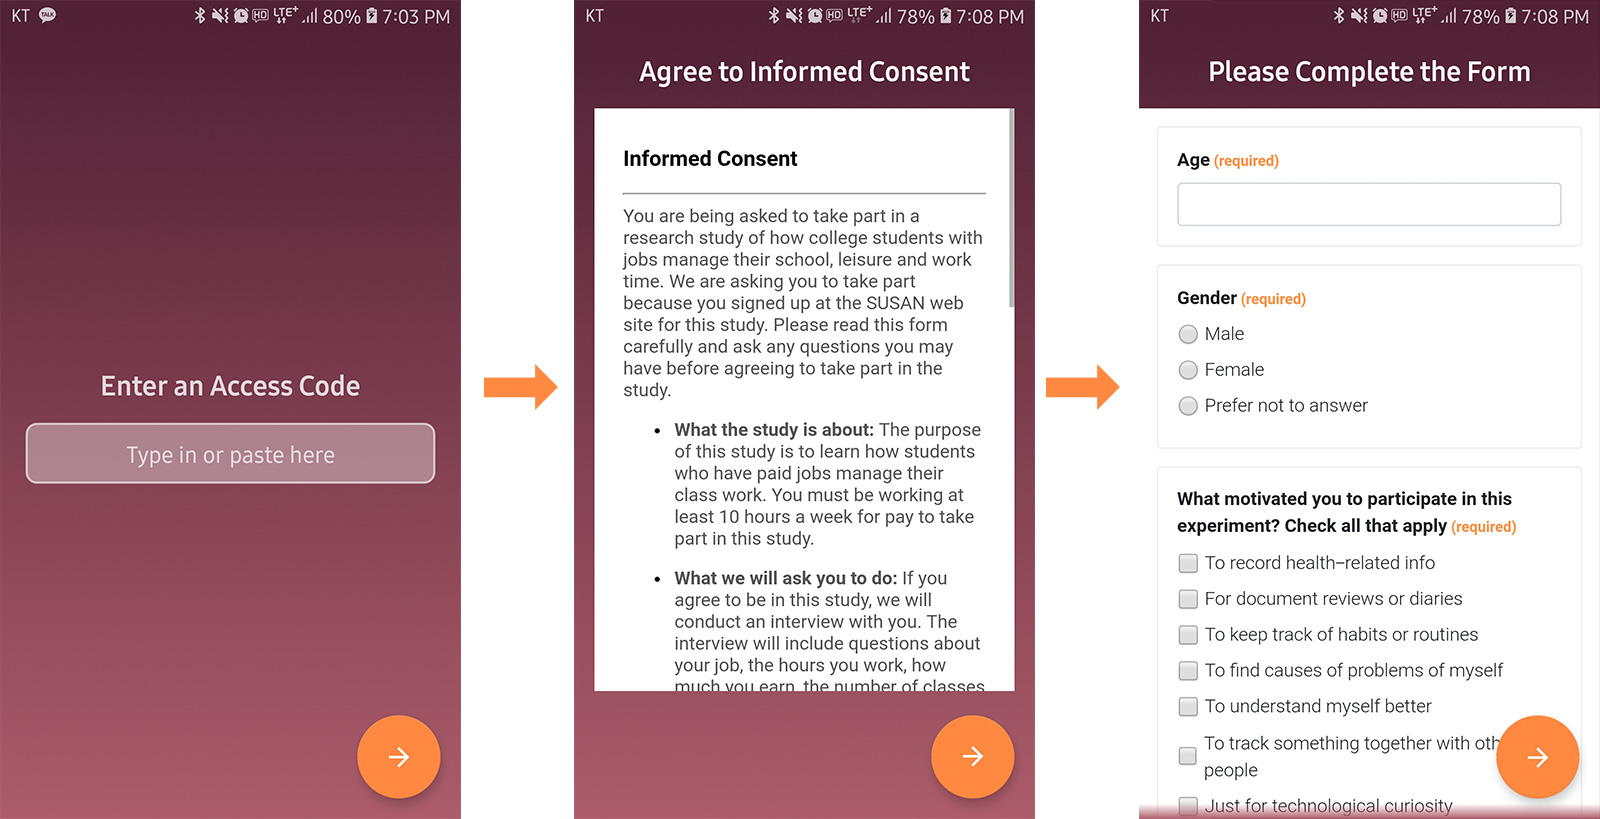 KT TALK HD LTE+ 80% 7:03 PM
Enter an Access Code
Type in or paste here
KT HD LTE+ 78% 7:08 PM
Agree to Informed Consent
Informed Consent
You are being asked to take part in a
research study of how college students with
jobs manage their school, leisure and work
time. We are asking you to take part
because you signed up at the SUSAN web
site for this study. Please read this form
carefully and ask any questions you may
have before agreeing to take part in the
study.
• What the study is about: The purpose
of this study is to learn how students
who have paid jobs manage their
class work. You must be working at
least 10 hours a week for pay to take
part in this study.
• What we will ask you to do: If you
agree to be in this study, we will
conduct an interview with you. The
interview will include questions about
your job, the hours you work, how
much you earn, the number of classes
KT HD LTE+ 78% 7:08 PM
Please Complete the Form
Age (required)
Gender (required)
Male
Female
Prefer not to answer
What motivated you to participate in this
experiment? Check all that apply (required)
To record health-related info
For document reviews or diaries
To keep track of habits or routines
To find causes of problems of myself
To understand myself better
To track something together with
people
Just for technological curiosity